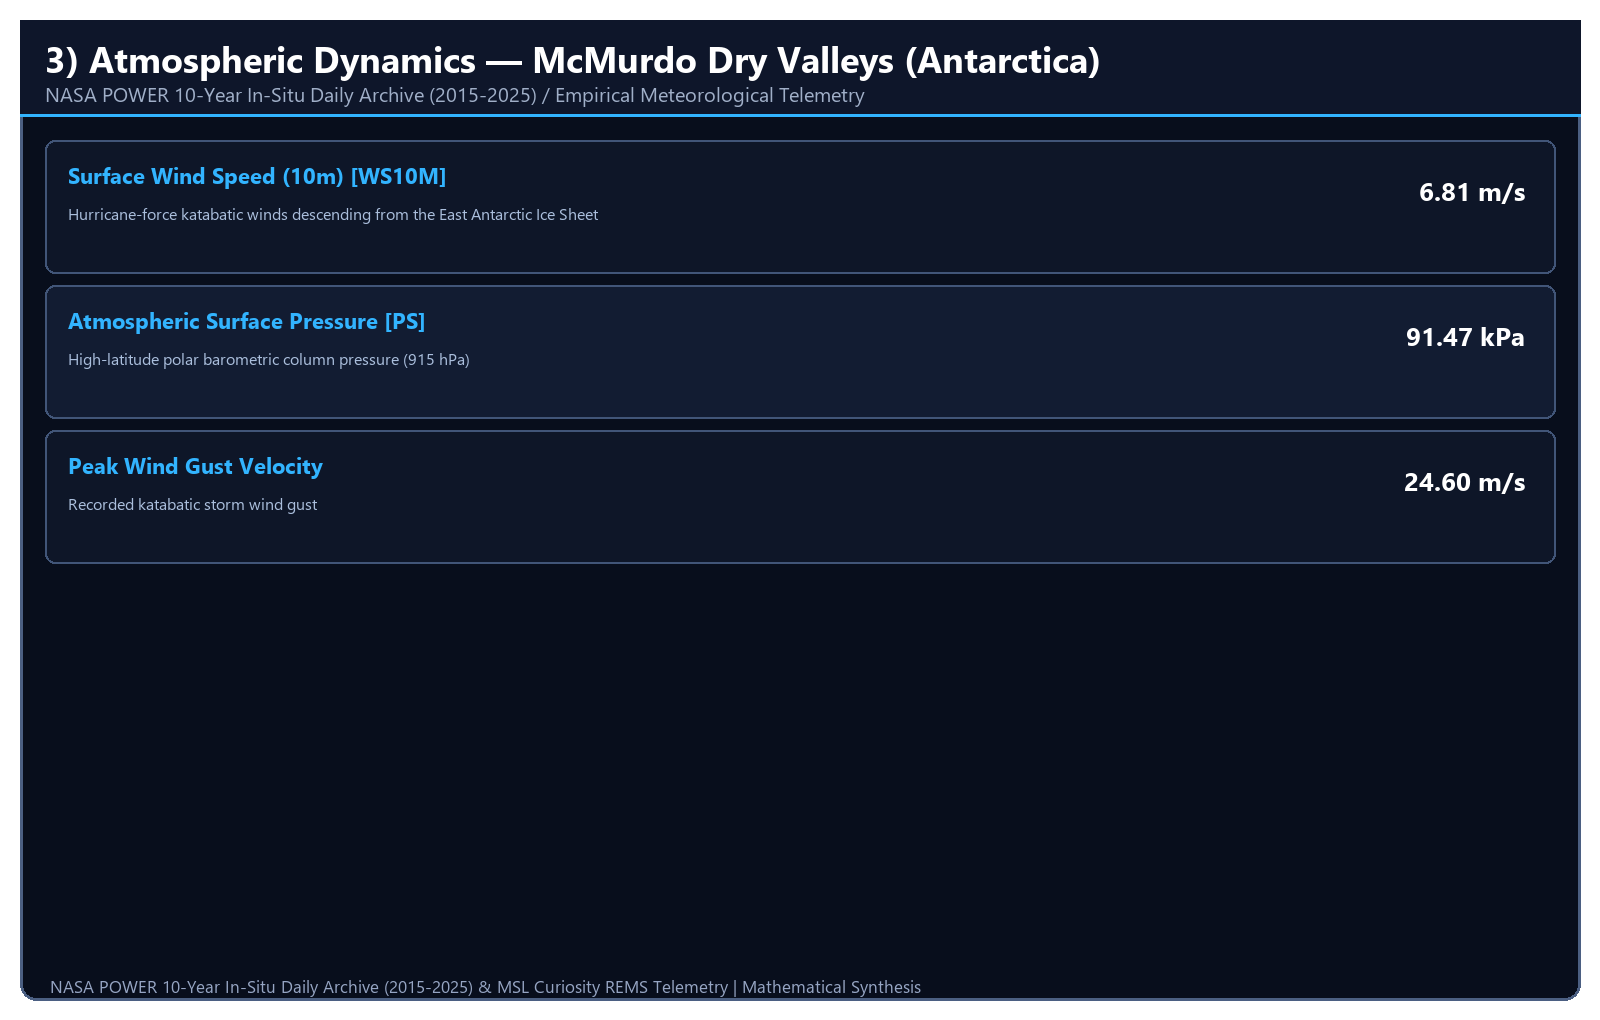 3) Atmospheric Dynamics — McMurdo Dry Valleys (Antarctica)
NASA POWER 10-Year In-Situ Daily Archive (2015-2025) / Empirical Meteorological Telemetry
Surface Wind Speed (10m) [WS10M]
6.81 m/s
Hurricane-force katabatic winds descending from the East Antarctic Ice Sheet
Atmospheric Surface Pressure [PS]
91.47 kPa
High-latitude polar barometric column pressure (915 hPa)
Peak Wind Gust Velocity
24.60 m/s
Recorded katabatic storm wind gust
NASA POWER 10-Year In-Situ Daily Archive (2015-2025) & MSL Curiosity REMS Telemetry | Mathematical Synthesis